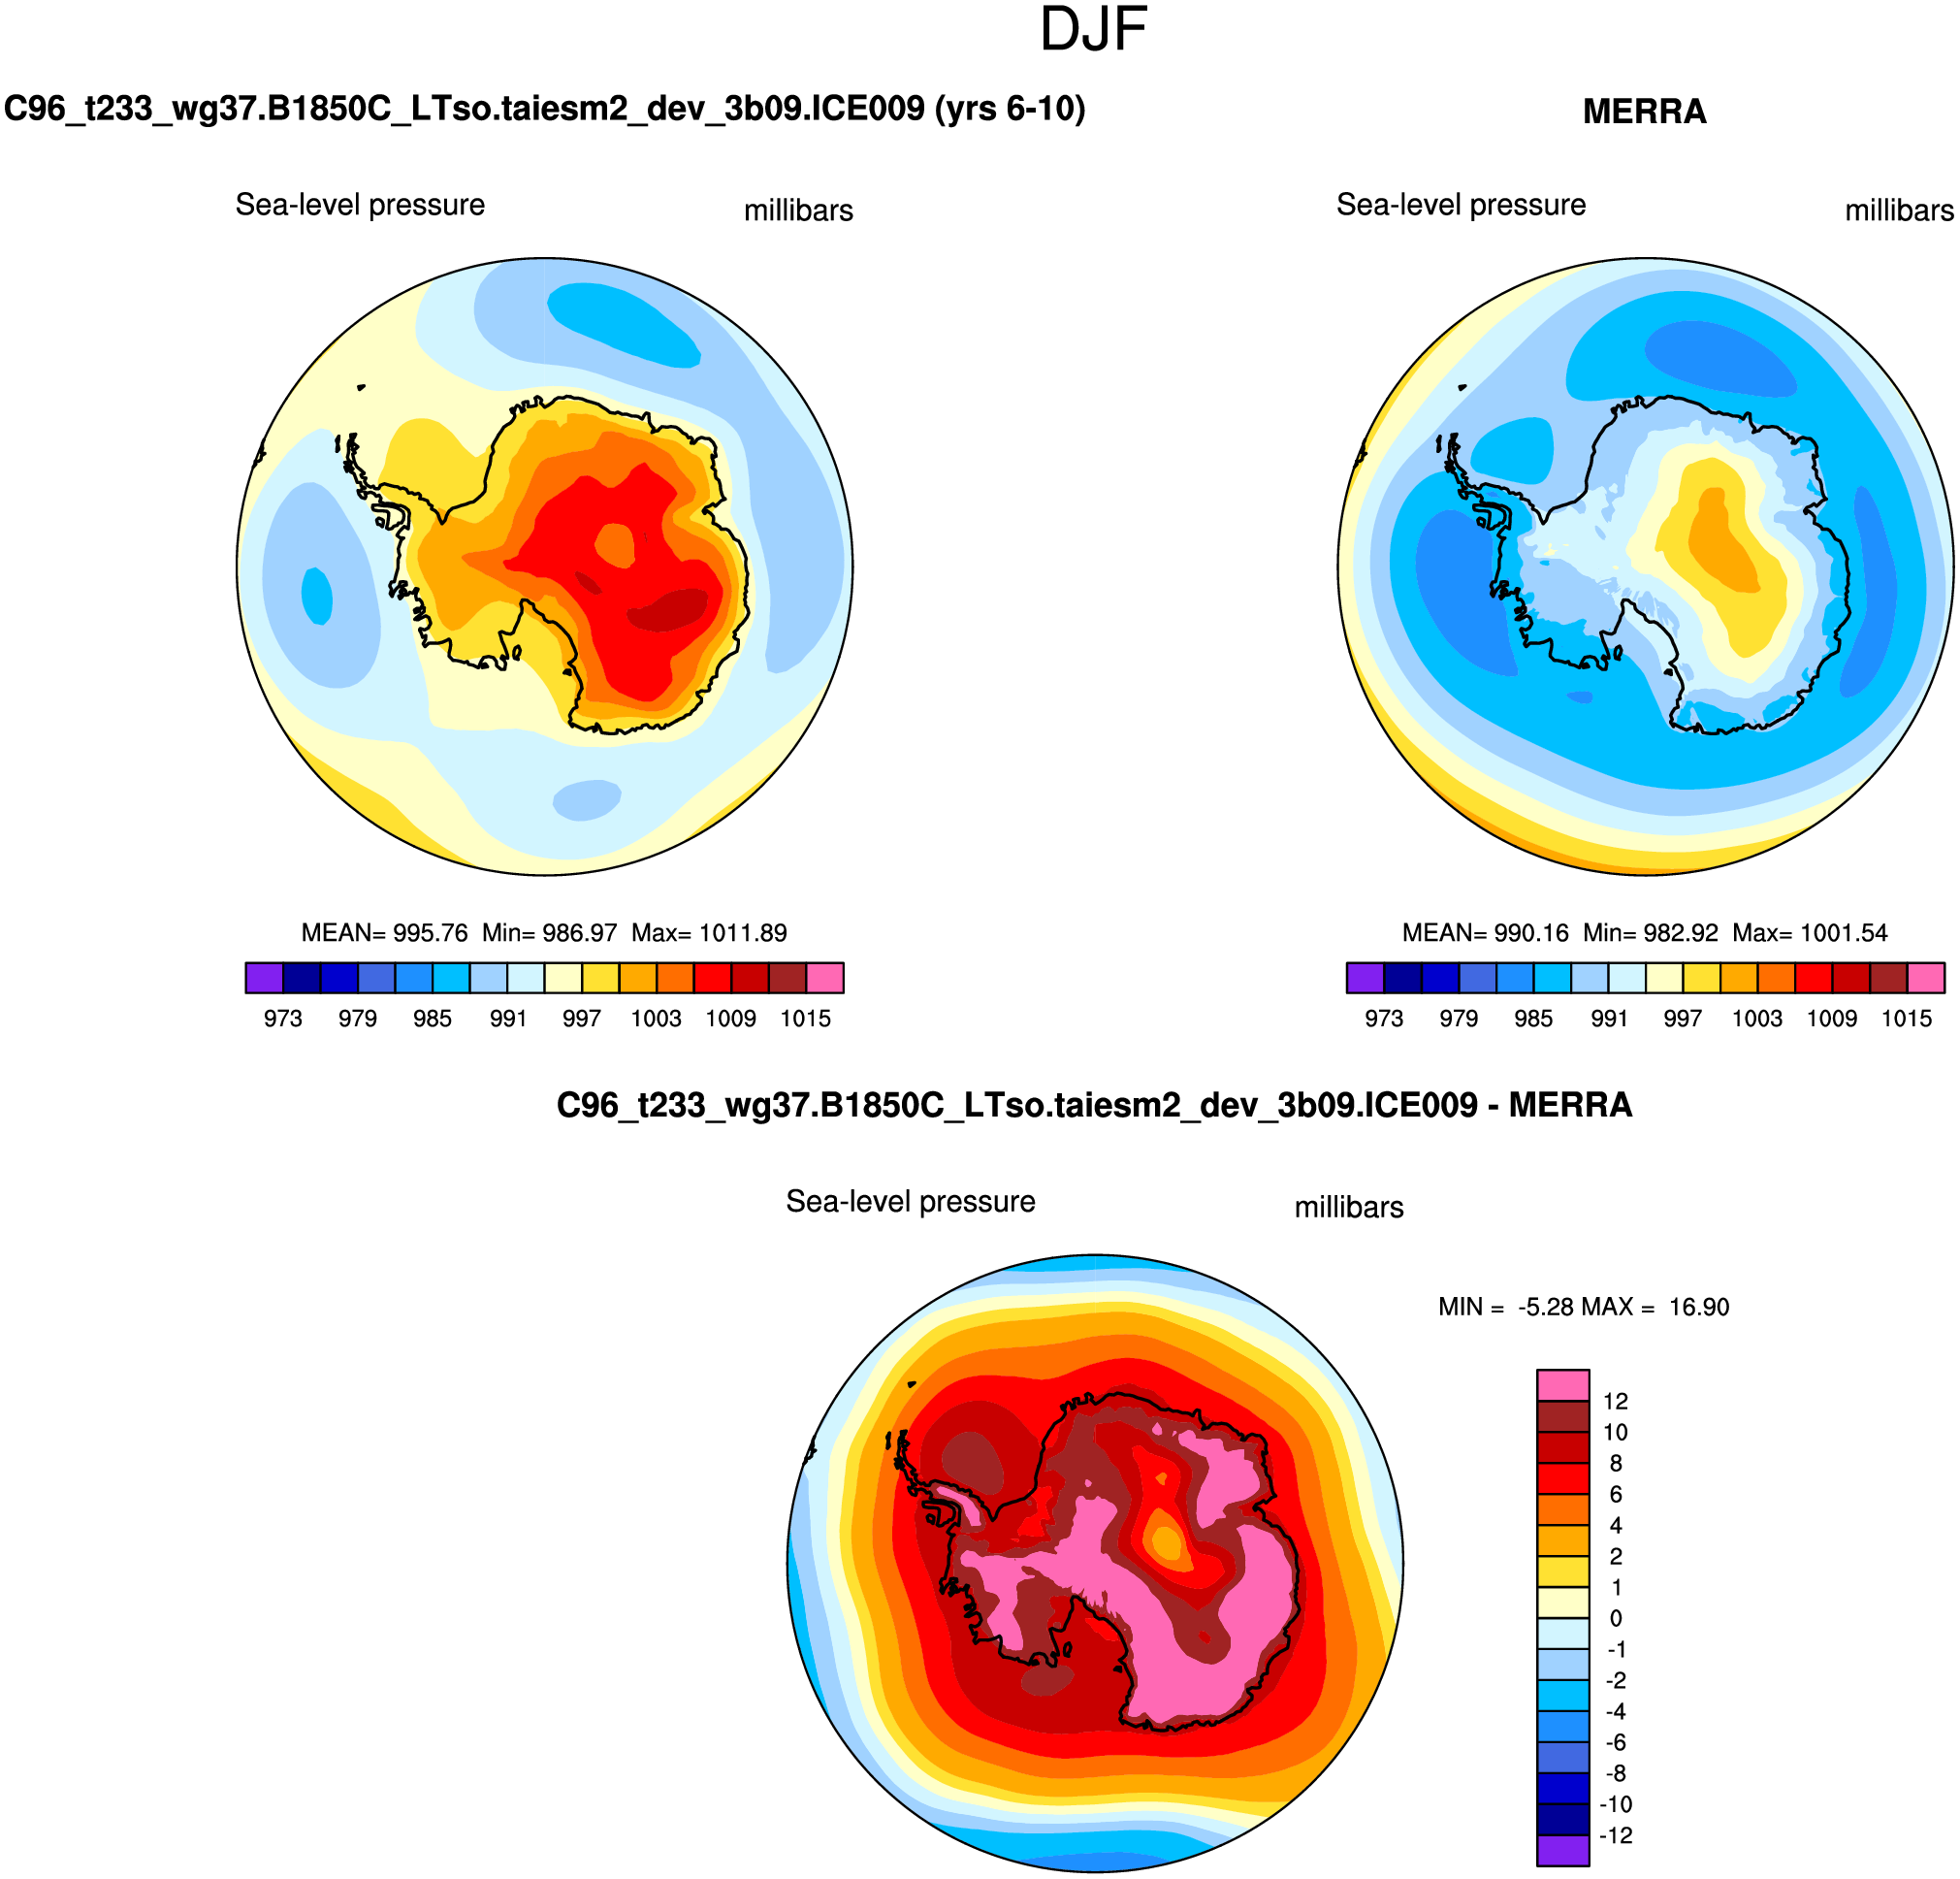 DJF
C96_t233_wg37.B1850C_LTso.taiesm2_dev_3b09.ICE009 (yrs 6-10)
MERRA
Sea-level pressure millibars
Sea-level pressure millibars
MEAN= 995.76 Min= 986.97 Max= 1011.89
973 979 985 991 997 1003 1009 1015
MEAN= 990.16 Min= 982.92 Max= 1001.54
973 979 985 991 997 1003 1009 1015
C96_t233_wg37.B1850C_LTso.taiesm2_dev_3b09.ICE009 - MERRA
Sea-level pressure millibars
MIN = -5.28 MAX = 16.90
12
10
8
6
4
2
1
0
-1
-2
-4
-6
-8
-10
-12